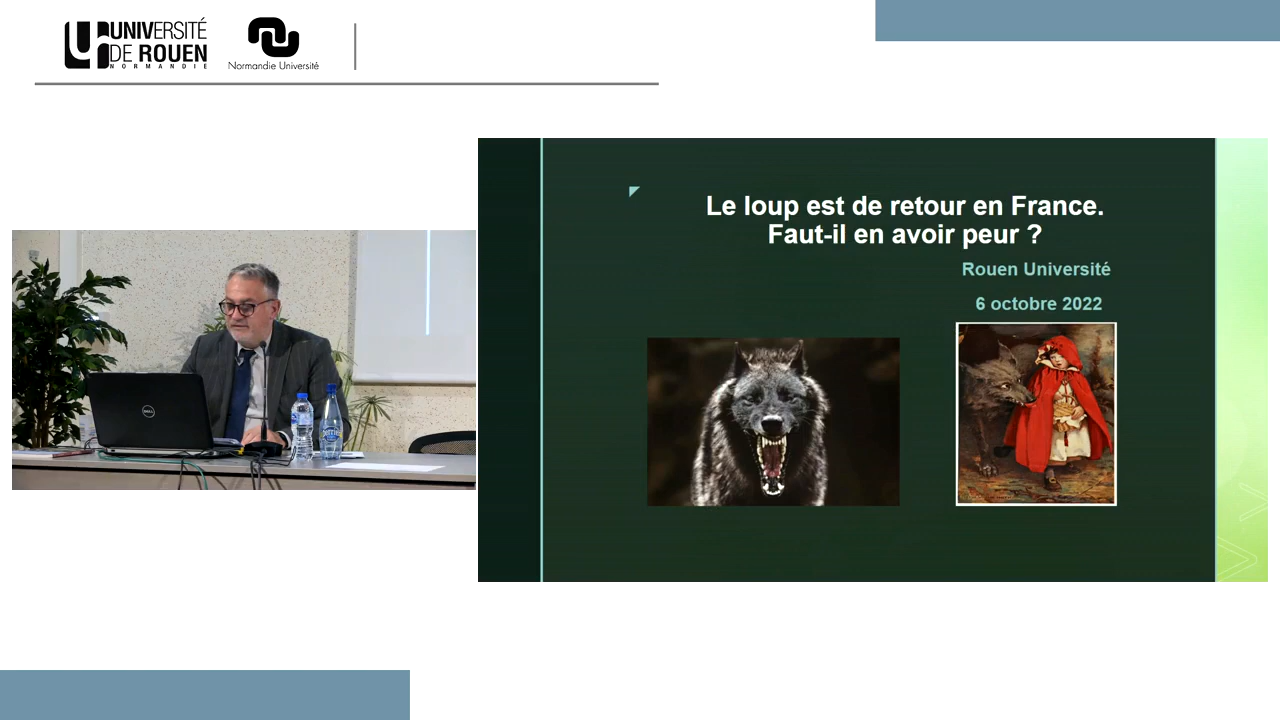 UNIVERSITÉ
DE ROUEN
NORMANDIE
Normandie Université
Le loup est de retour en France.
Faut-il en avoir peur ?
Rouen Université
6 octobre 2022
DELL